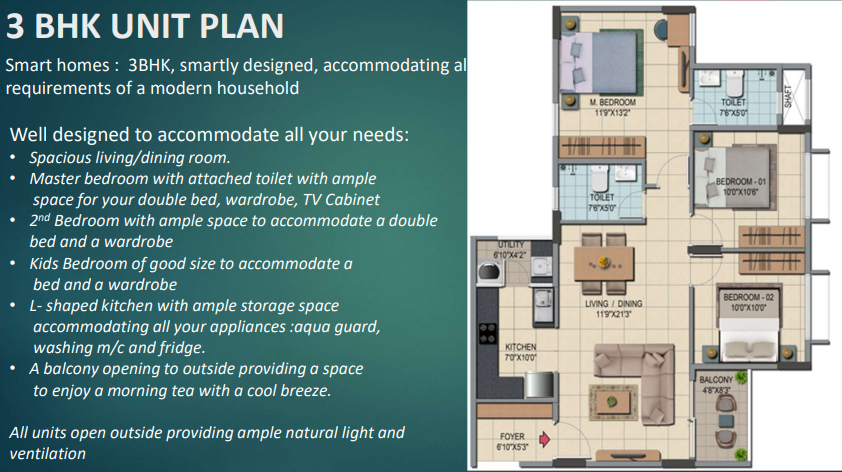 3 BHK UNIT PLAN
Smart homes : 3BHK, smartly designed, accommodating al
requirements of a modern household
Well designed to accommodate all your needs:
• Spacious living/dining room.
• Master bedroom with attached toilet with ample
space for your double bed, wardrobe, TV Cabinet
• 2nd Bedroom with ample space to accommodate a double
bed and a wardrobe
• Kids Bedroom of good size to accommodate a
bed and a wardrobe
• L- shaped kitchen with ample storage space
accommodating all your appliances :aqua guard,
washing m/c and fridge.
• A balcony opening to outside providing a space
to enjoy a morning tea with a cool breeze.
All units open outside providing ample natural light and
ventilation
M. BEDROOM
11'9"X13'2"
TOILET
7'6"X5'0"
SHAFT
BEDROOM - 01
10'0"X10'6"
TOILET
7'6"X5'0"
UTILITY
6'10"X4'2"
LIVING / DINING
11'9"X21'3"
BEDROOM - 02
10'0"X10'0"
KITCHEN
7'0"X10'0"
BALCONY
4'8"X8'3"
FOYER
6'10"X5'3"